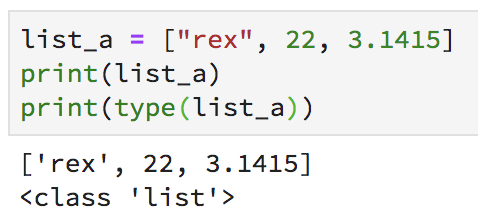 list_a = ["rex", 22, 3.1415]
print(list_a)
print(type(list_a))
['rex', 22, 3.1415]
<class 'list'>